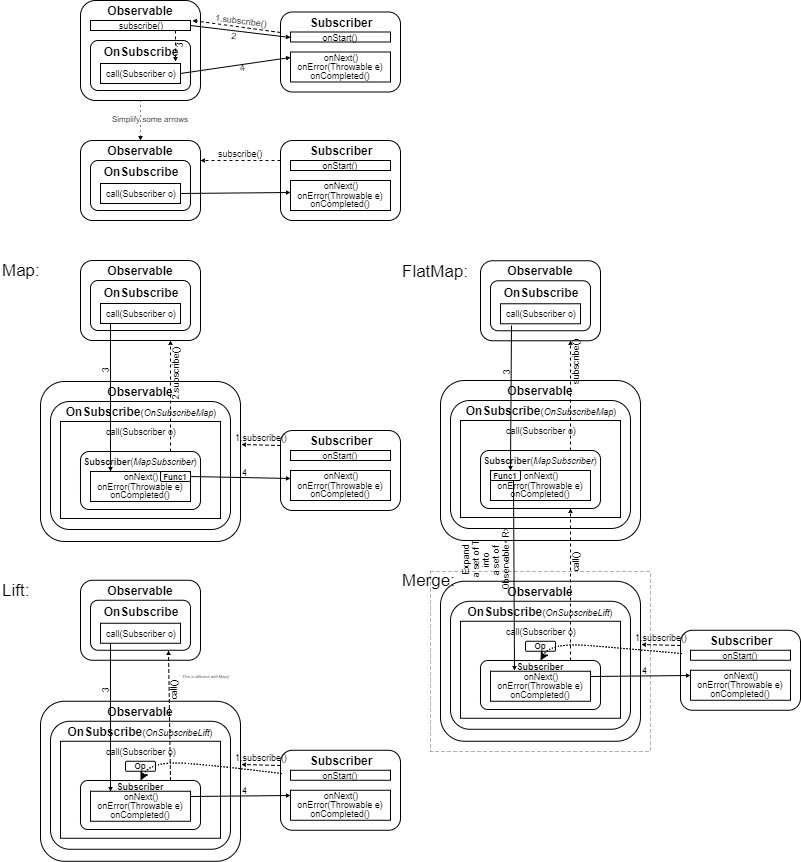 Observable
subscribe()
OnSubscribe
call(Subscriber o)
1.subscribe()
2
3
4
Subscriber
onStart()
onNext()
onError(Throwable e)
onCompleted()
Simplify some arrows
Observable
OnSubscribe
call(Subscriber o)
subscribe()
Subscriber
onStart()
onNext()
onError(Throwable e)
onCompleted()
Map:
Observable
OnSubscribe
call(Subscriber o)
3
2.subscribe()
Observable
OnSubscribe(OnSubscribeMap)
call(Subscriber o)
Subscriber(MapSubscriber)
onNext() Func1
onError(Throwable e)
onCompleted()
1.subscribe()
4
Subscriber
onStart()
onNext()
onError(Throwable e)
onCompleted()
FlatMap:
Observable
OnSubscribe
call(Subscriber o)
3
subscribe()
Observable
OnSubscribe(OnSubscribeMap)
call(Subscriber o)
Subscriber(MapSubscriber)
Func1 onNext()
onError(Throwable e)
onCompleted()
Expand
a set of T
into
a set of
Observable<R>
call()
Merge:
Observable
OnSubscribe(OnSubscribeLift)
call(Subscriber o)
Op
Subscriber
onNext()
onError(Throwable e)
onCompleted()
1.subscribe()
4
Subscriber
onStart()
onNext()
onError(Throwable e)
onCompleted()
Lift:
Observable
OnSubscribe
call(Subscriber o)
3
call()
This is different with Map()
Observable
OnSubscribe(OnSubscribeLift)
call(Subscriber o)
Op
Subscriber
onNext()
onError(Throwable e)
onCompleted()
1.subscribe()
4
Subscriber
onStart()
onNext()
onError(Throwable e)
onCompleted()